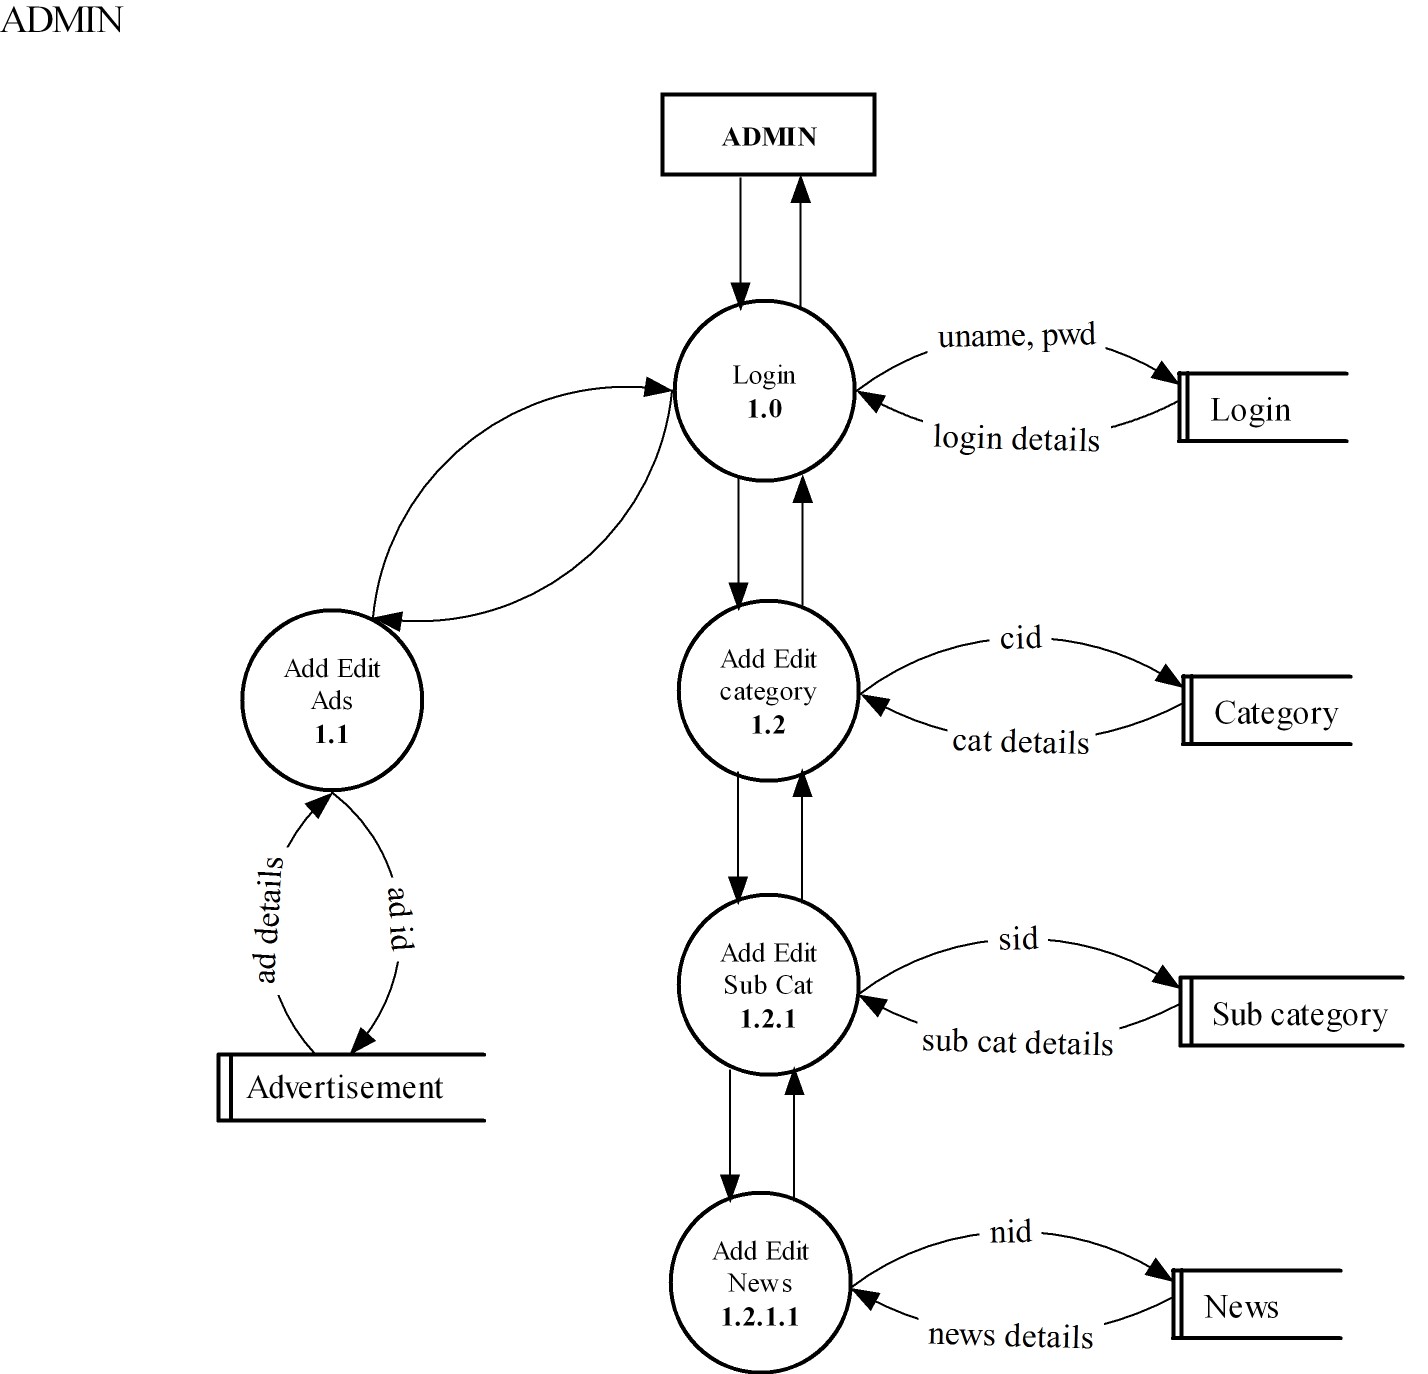 ADMIN
ADMIN
Login
1.0
uname, pwd
login details
Login
Add Edit
Ads
1.1
Add Edit
category
1.2
cid
cat details
Category
ad details
ad id
Advertisement
Add Edit
Sub Cat
1.2.1
sid
sub cat details
Sub category
Add Edit
News
1.2.1.1
nid
news details
News